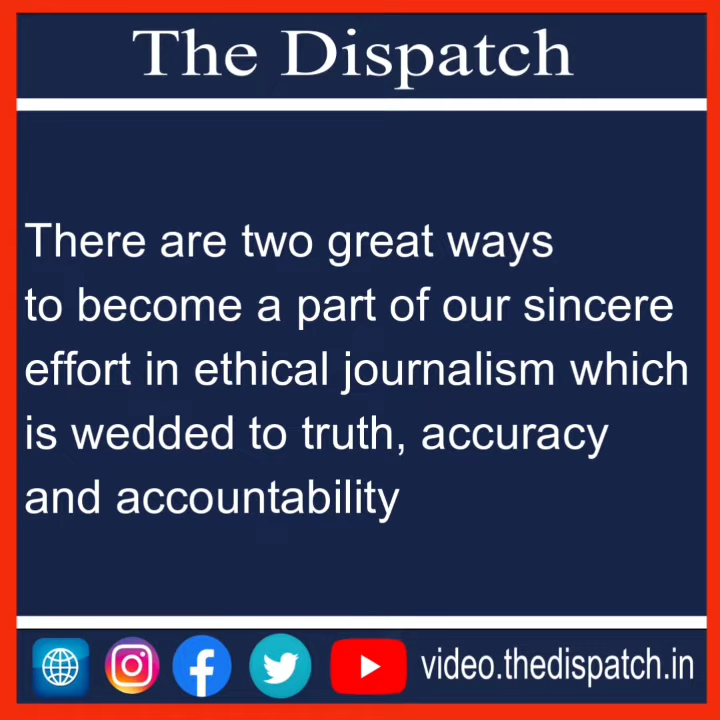 The Dispatch
There are two great ways
to become a part of our sincere
effort in ethical journalism which
is wedded to truth, accuracy
and accountability
video.thedispatch.in